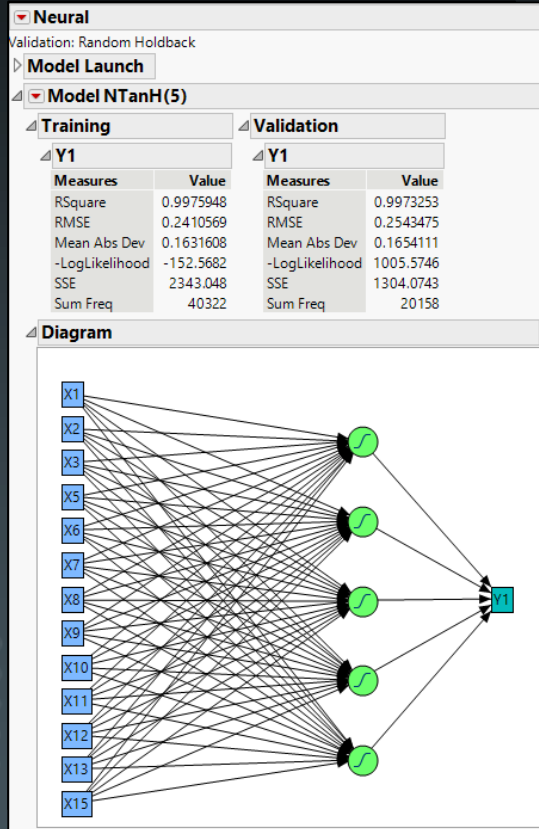 Neural
Validation: Random Holdback
Model Launch
Model NTanH(5)
Training
Validation
Y1
Y1
Measures Value
Measures Value
RSquare 0.9975948
RSquare 0.9973253
RMSE 0.2410569
RMSE 0.2543475
Mean Abs Dev 0.1631608
Mean Abs Dev 0.1654111
-LogLikelihood -152.5682
-LogLikelihood 1005.5746
SSE 2343.048
SSE 1304.0743
Sum Freq 40322
Sum Freq 20158
Diagram
X1
X2
X3
X5
X6
X7
X8
X9
X10
X11
X12
X13
X15
Y1